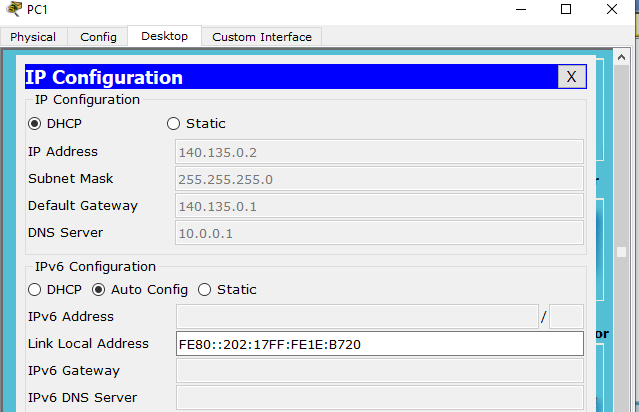 PC1
Physical Config Desktop Custom Interface
IP Configuration X
IP Configuration
DHCP Static
IP Address 140.135.0.2
Subnet Mask 255.255.255.0
Default Gateway 140.135.0.1
DNS Server 10.0.0.1
IPv6 Configuration
DHCP Auto Config Static
IPv6 Address /
Link Local Address FE80::202:17FF:FE1E:B720
IPv6 Gateway
IPv6 DNS Server